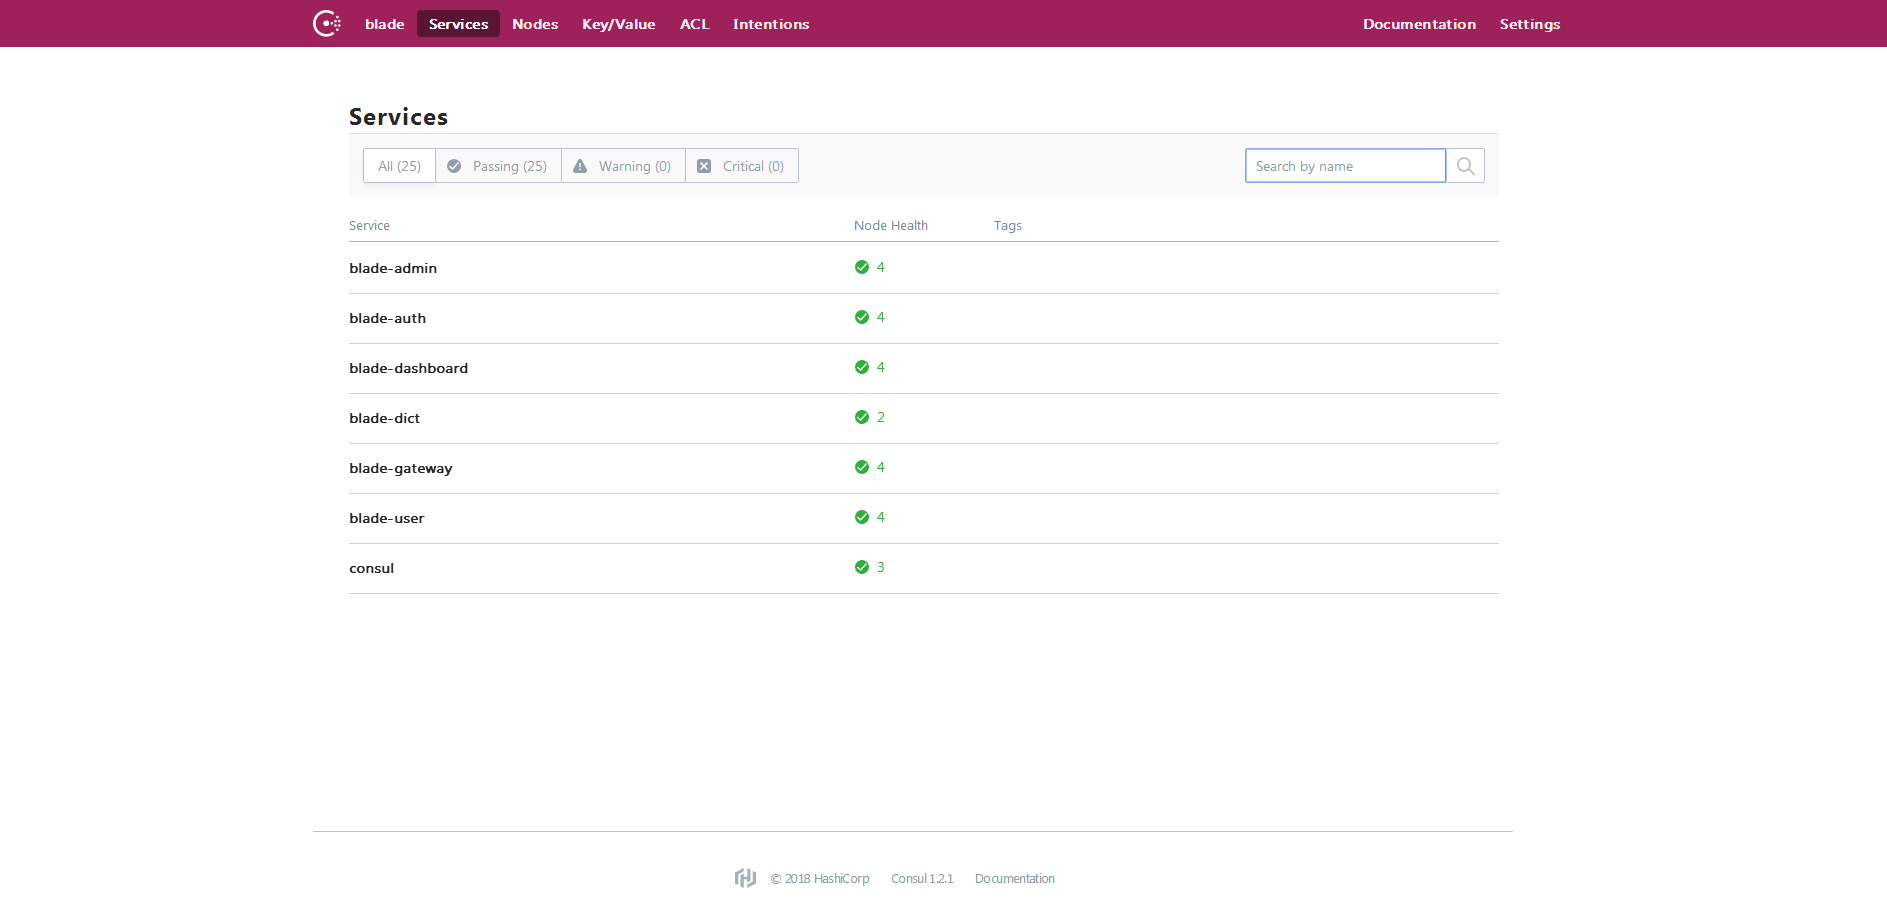 blade Services Nodes Key/Value ACL Intentions Documentation Settings
Services
All (25) Passing (25) Warning (0) Critical (0) Search by name
Service Node Health Tags
blade-admin 4
blade-auth 4
blade-dashboard 4
blade-dict 2
blade-gateway 4
blade-user 4
consul 3
© 2018 HashiCorp Consul 1.2.1 Documentation